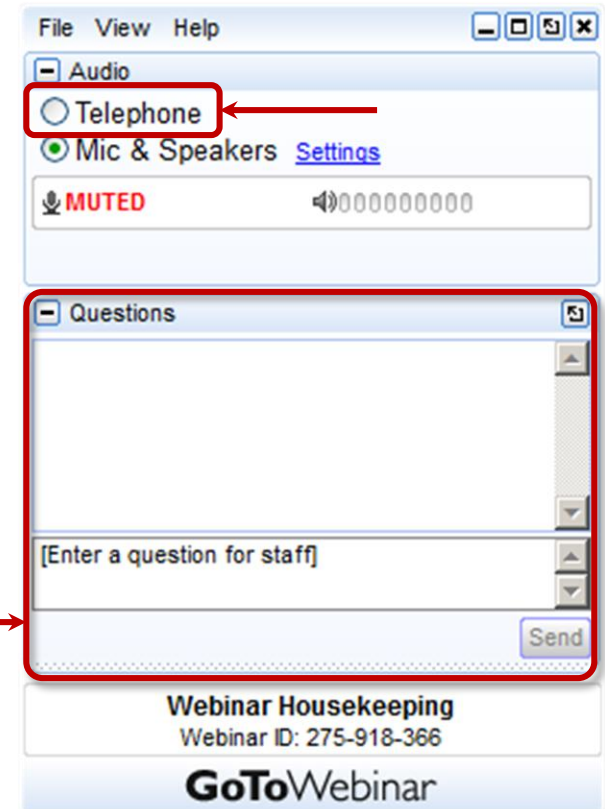 File View Help
Audio
Telephone
Mic & Speakers Settings
MUTED 000000000
Questions
[Enter a question for staff]
Send
Webinar Housekeeping
Webinar ID: 275-918-366
GoToWebinar